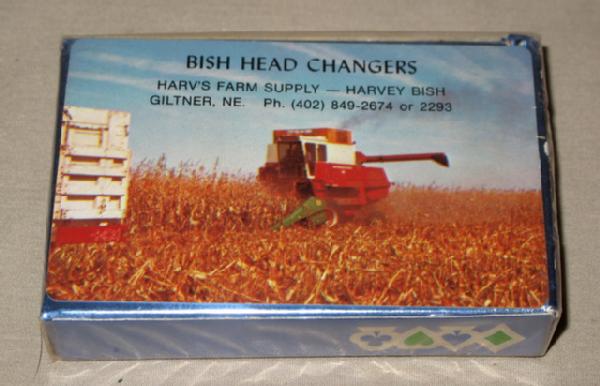 BISH HEAD CHANGERS
HARV'S FARM SUPPLY — HARVEY BISH
GILTNER, NE. Ph. (402) 849-2674 or 2293